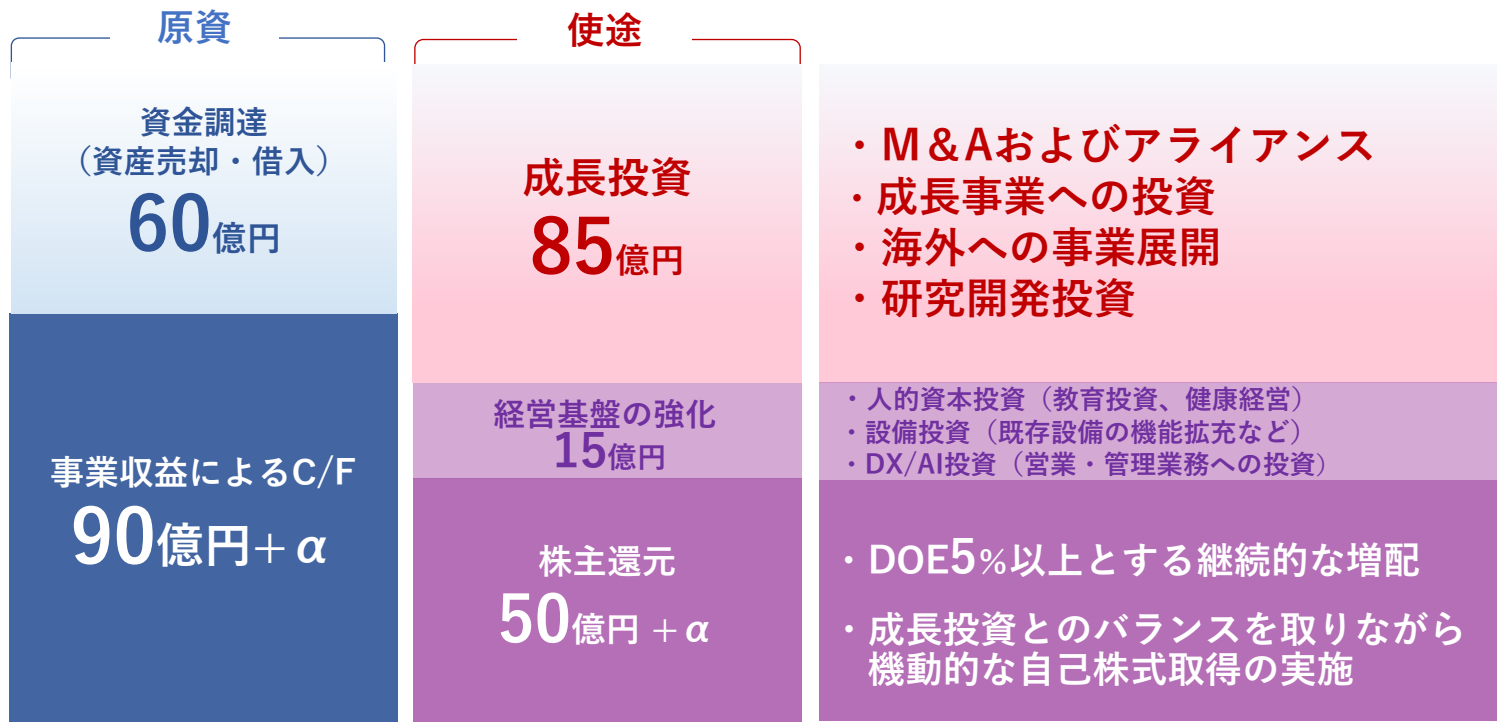 原資
資金調達
（資産売却・借入）
60億円
事業収益によるC/F
90億円＋α
使途
成長投資
85億円
経営基盤の強化
15億円
株主還元
50億円 ＋α
・M＆Aおよびアライアンス
・成長事業への投資
・海外への事業展開
・研究開発投資
・人的資本投資（教育投資、健康経営）
・設備投資（既存設備の機能拡充など）
・DX/AI投資（営業・管理業務への投資）
・DOE5％以上とする継続的な増配
・成長投資とのバランスを取りながら
機動的な自己株式取得の実施